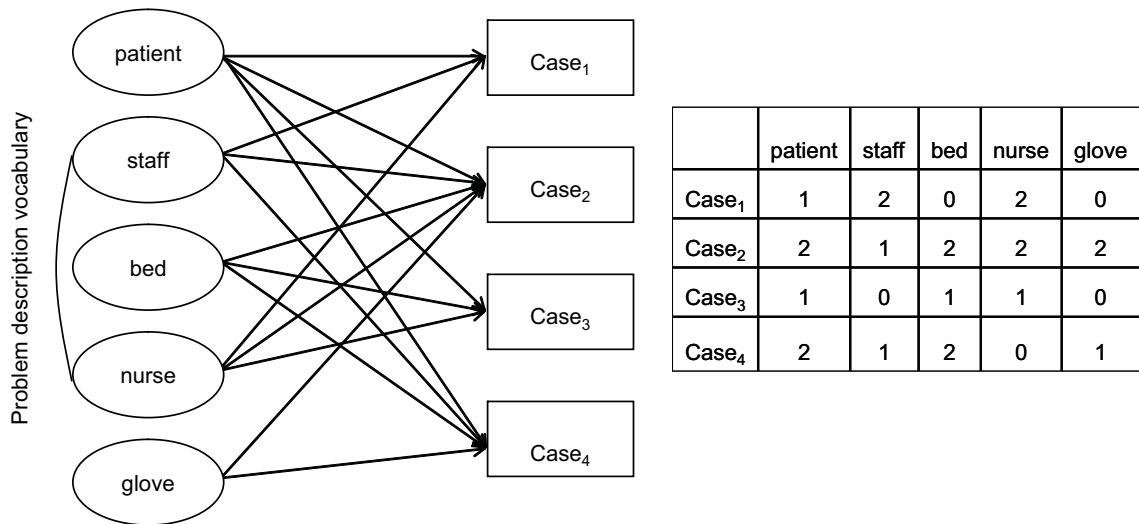 Problem description vocabulary
patient
staff
bed
nurse
glove
Case₁
Case₂
Case₃
Case₄
patient staff bed nurse glove
Case₁ 1 2 0 2 0
Case₂ 2 1 2 2 2
Case₃ 1 0 1 1 0
Case₄ 2 1 2 0 1